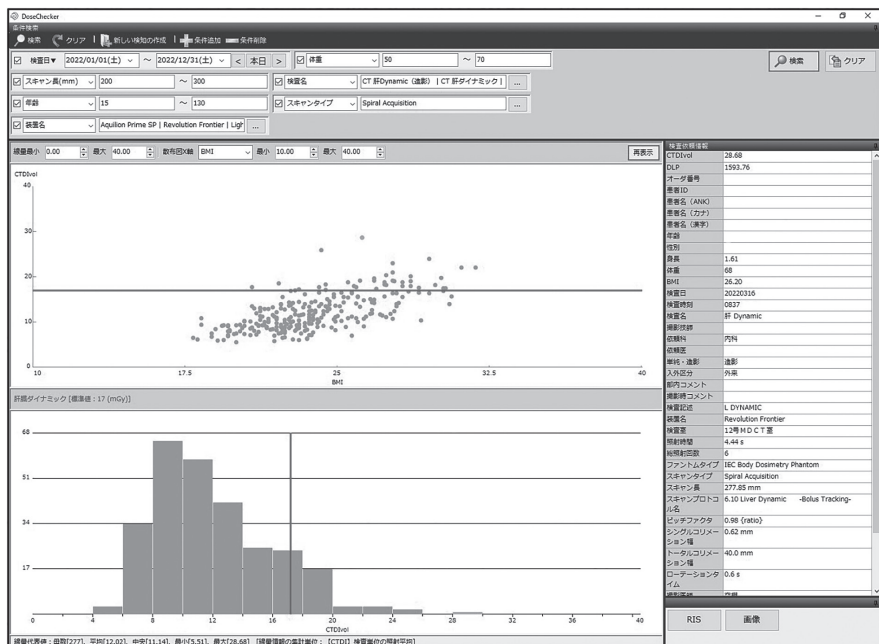 DoseChecker
条件検索
検索 クリア 新しい検知の作成 条件追加 条件削除
検査日▼ 2022/01/01(土) ～ 2022/12/31(土) < 本日 > 体重 50 ～ 70 検索 クリア
スキャン長(mm) 200 ～ 300 検査名 CT 肝Dynamic（造影） | CT 肝ダイナミック | ...
年齢 15 ～ 130 スキャンタイプ Spiral Acquisition ...
装置名 Aquilion Prime SP | Revolution Frontier | Ligh ...
線量最小 0.00 最大 40.00 散布図X軸 BMI 最小 10.00 最大 40.00 再表示
CTDIvol
40
30
20
10
0
10 17.5 25 32.5 40
BMI
肝臓ダイナミック [標準値：17 (mGy)]
68
51
34
17
0 4 8 12 16 20 24 28 32 36 40
CTDIvol
線量代表値：母数[277]、平均[12.02]、中央[11.14]、最小[5.51]、最大[28.68] [線量情報の集計単位：【CTDI】検査単位の照射平均]
検査依頼情報
CTDIvol 28.68
DLP 1593.76
オーダ番号
患者ID
患者名（ANK）
患者名（カナ）
患者名（漢字）
年齢
性別
身長 1.61
体重 68
BMI 26.20
検査日 20220316
検査時刻 0837
検査名 肝 Dynamic
撮影技師
依頼科 内科
依頼医
単純・造影 造影
入外区分 外来
部内コメント
撮影時コメント
検査記述 L DYNAMIC
装置名 Revolution Frontier
検査室 12号ＭＤＣＴ室
照射時間 4.44 s
総照射回数 6
ファントムタイプ IEC Body Dosimetry Phantom
スキャンタイプ Spiral Acquisition
スキャン長 277.85 mm
スキャンプロトコ 6.10 Liver Dynamic -Bolus Tracking-
ル名
ピッチファクタ 0.98 {ratio}
シングルコリメー 0.62 mm
ション幅
トータルコリメー 40.0 mm
ション幅
ローテーションタ 0.6 s
イム
RIS 画像